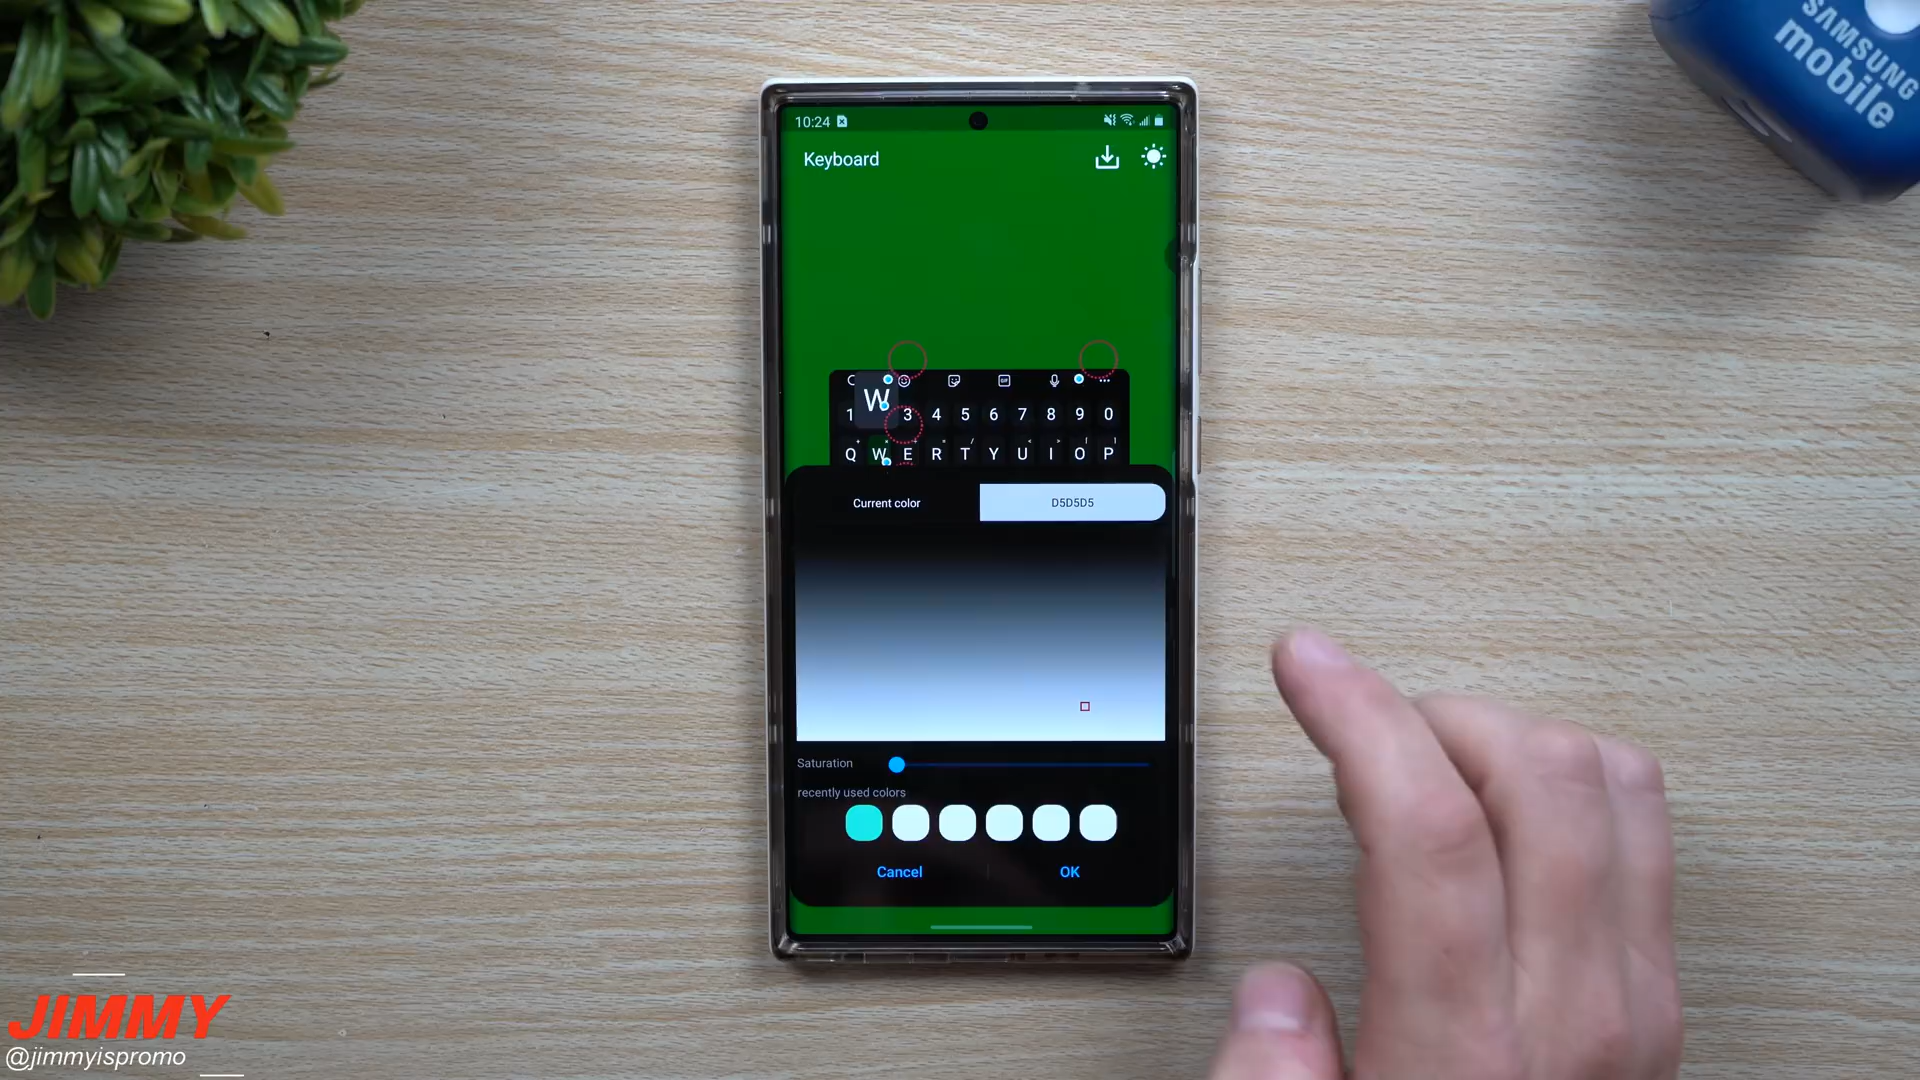 SAMSUNG
mobile
10:24
Keyboard
W
1 3 4 5 6 7 8 9 0
Q W E R T Y U I O P
Current color
D5D5D5
Saturation
recently used colors
Cancel
OK
JIMMY
@jimmyispromo